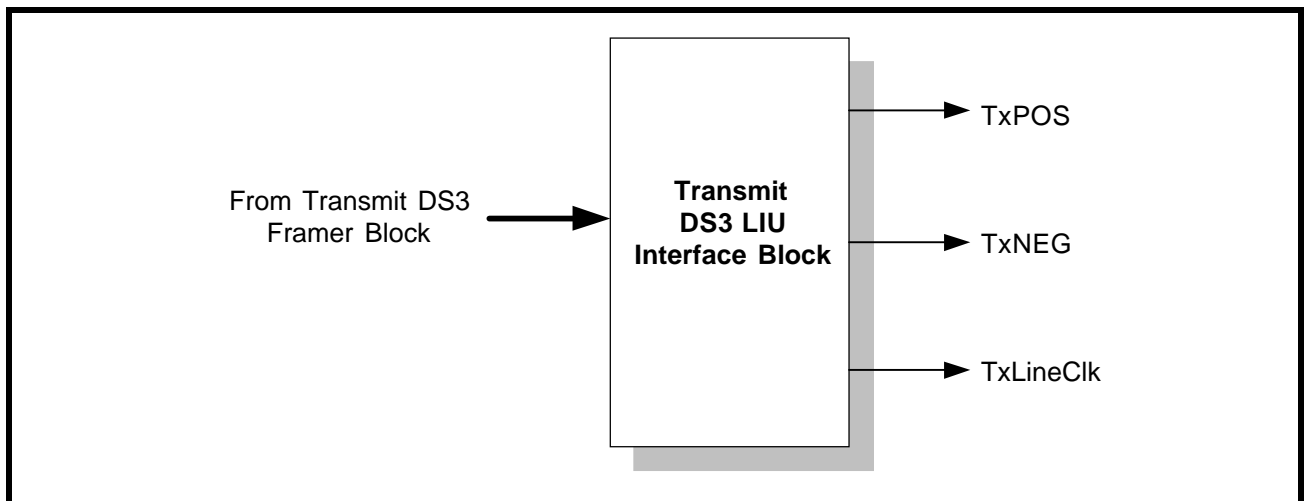 From Transmit DS3
Framer Block
Transmit
DS3 LIU
Interface Block
TxPOS
TxNEG
TxLineClk